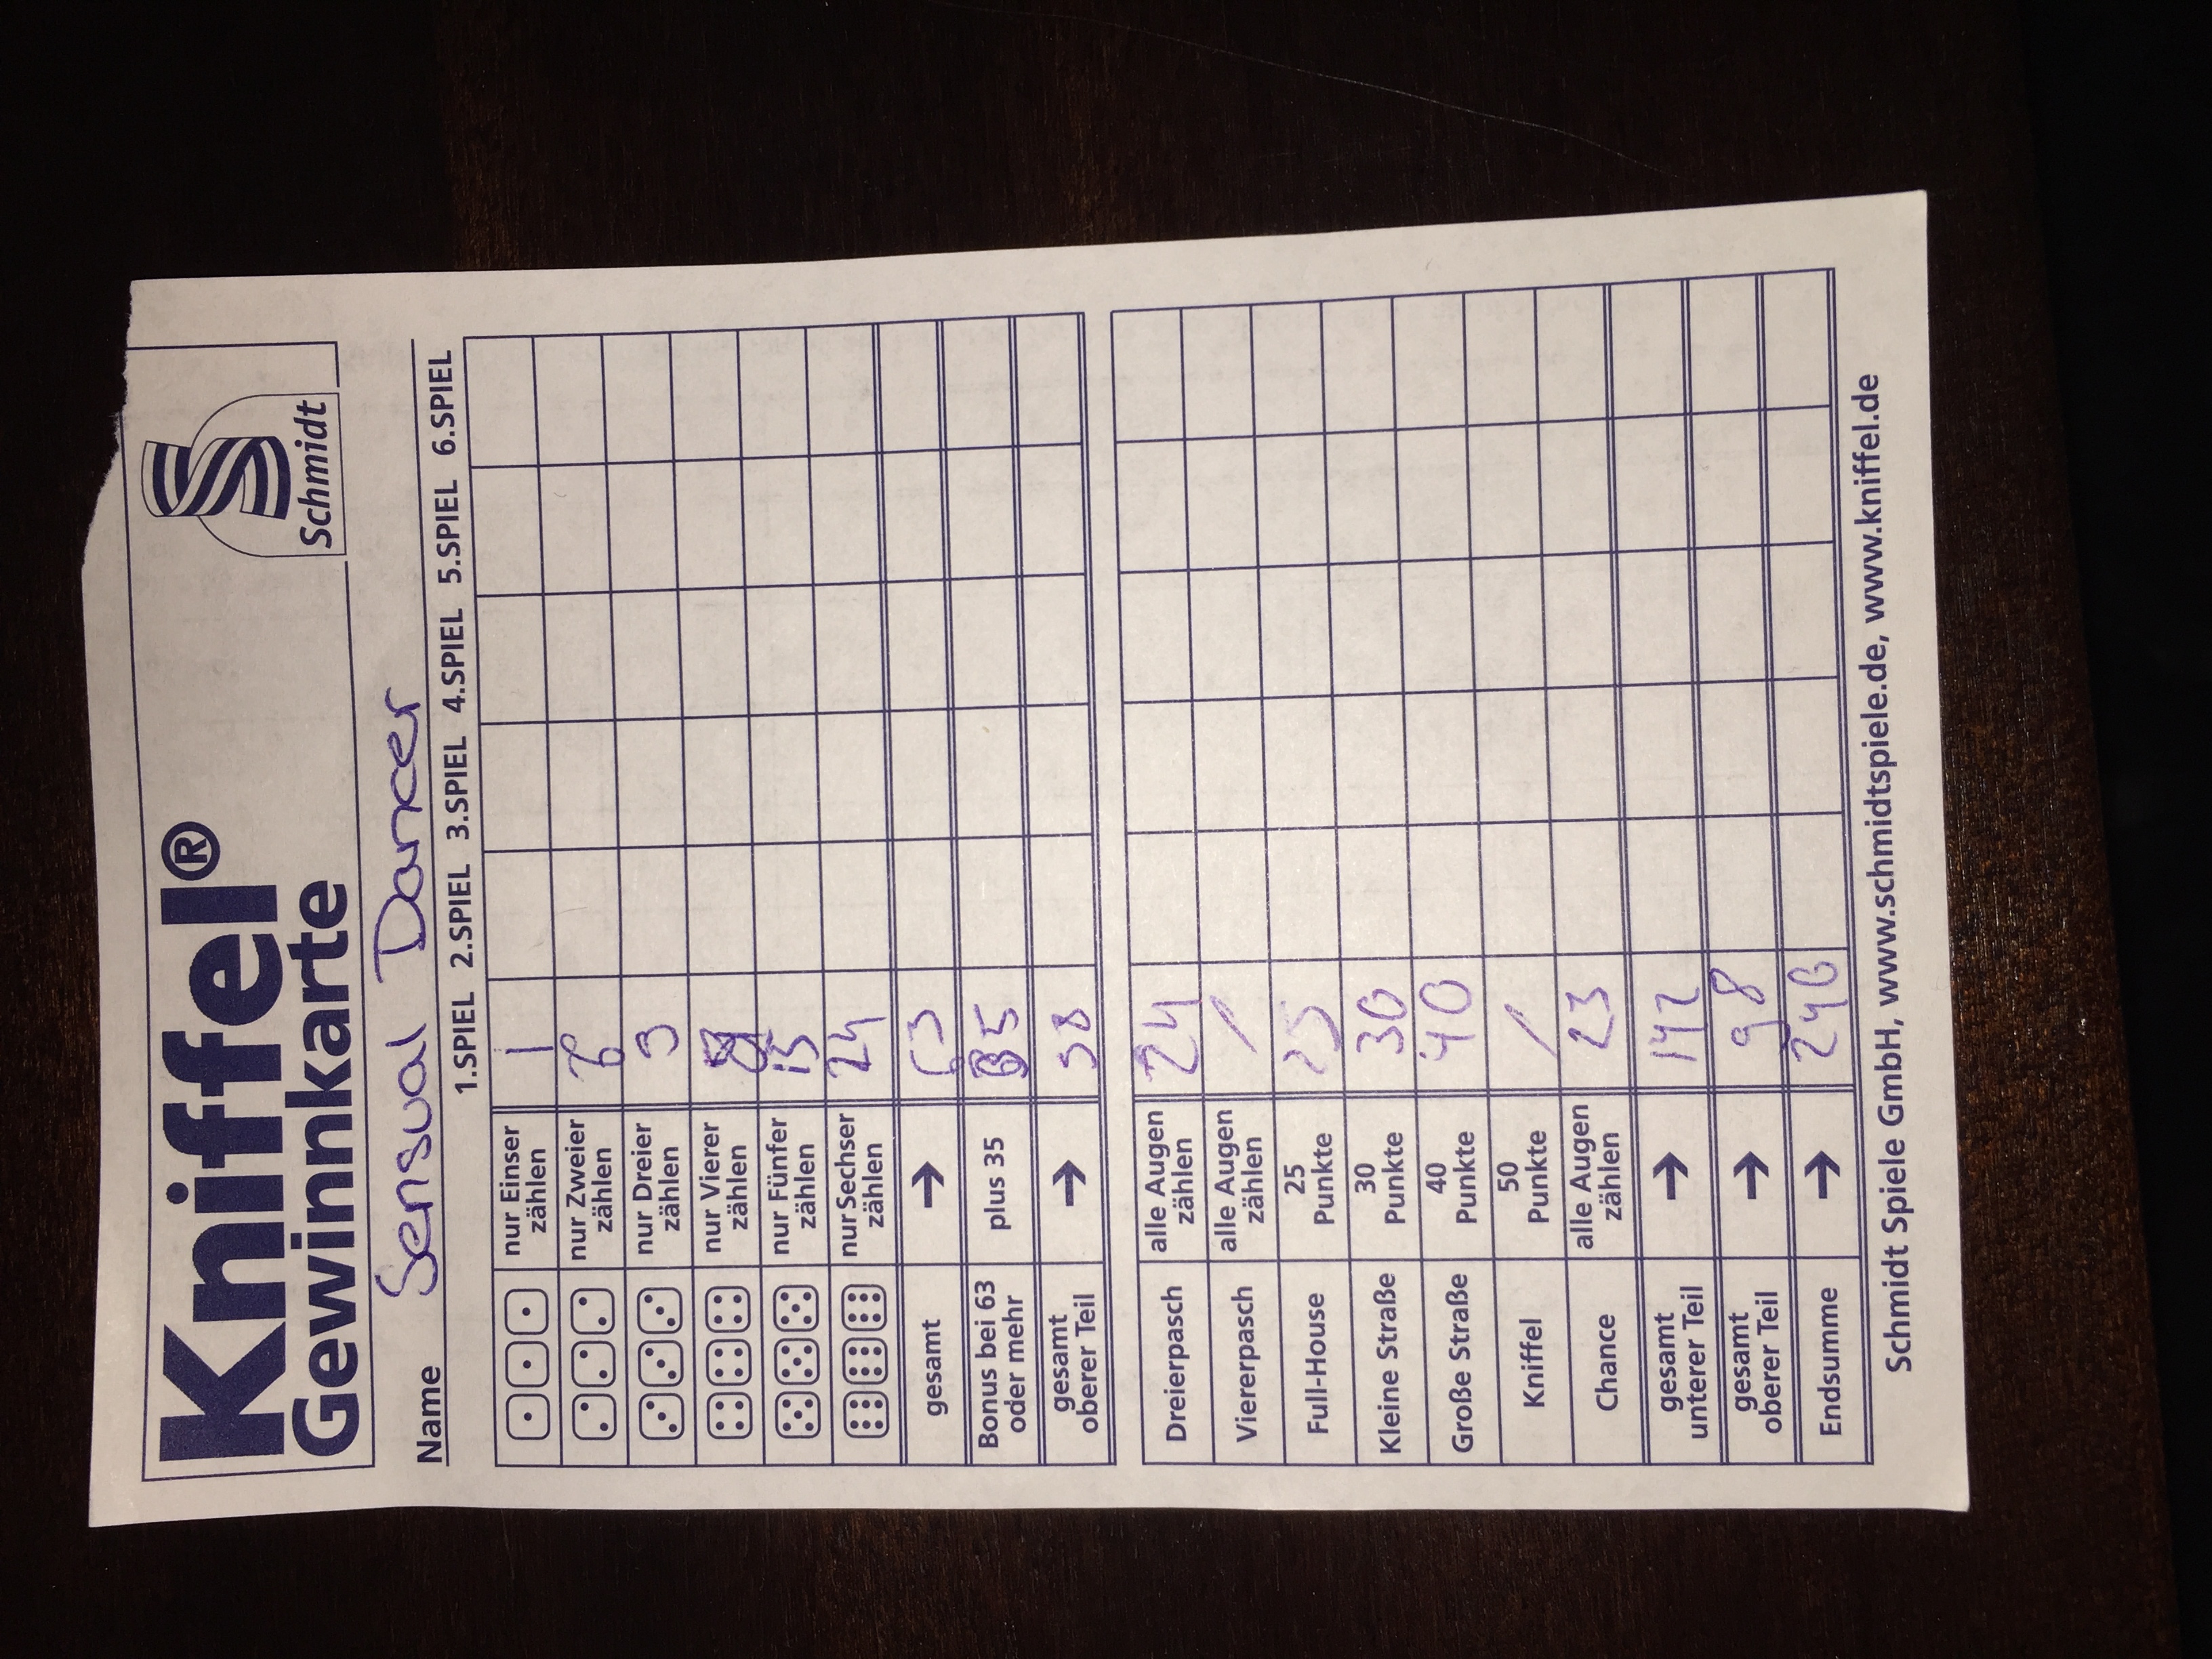 Kniffel®
Gewinnkarte
Schmidt
Name Sensual Dancer
1.SPIEL 2.SPIEL 3.SPIEL 4.SPIEL 5.SPIEL 6.SPIEL
nur Einser zählen 1
nur Zweier zählen 6
nur Dreier zählen 9
nur Vierer zählen
nur Fünfer zählen 15
nur Sechser zählen 24
gesamt → 63
Bonus bei 63 oder mehr plus 35 35
gesamt oberer Teil → 98
Dreierpasch alle Augen zählen 24
Viererpasch alle Augen zählen /
Full-House 25 Punkte 25
Kleine Straße 30 Punkte 30
Große Straße 40 Punkte 40
Kniffel 50 Punkte /
Chance alle Augen zählen 23
gesamt unterer Teil → 142
gesamt oberer Teil → 98
Endsumme → 240
Schmidt Spiele GmbH, www.schmidtspiele.de, www.kniffel.de